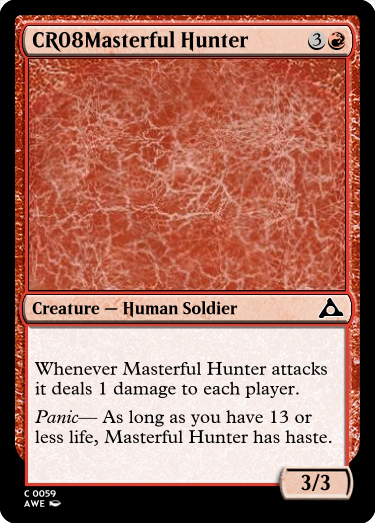 CR08Masterful Hunter 3
Creature — Human Soldier
Whenever Masterful Hunter attacks
it deals 1 damage to each player.
Panic— As long as you have 13 or
less life, Masterful Hunter has haste.
3/3
C 0059
AWE